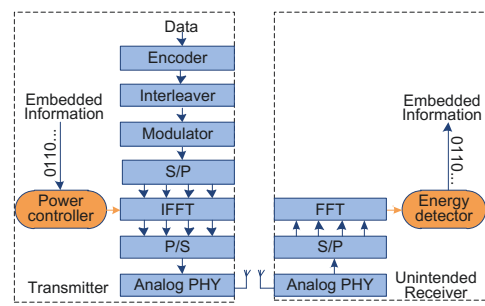 Data
Encoder
Interleaver
Modulator
S/P
IFFT
P/S
Analog PHY
Embedded
Information
0110...
Power
controller
Transmitter
Embedded
Information
0110...
Energy
detector
FFT
S/P
Analog PHY
Unintended
Receiver